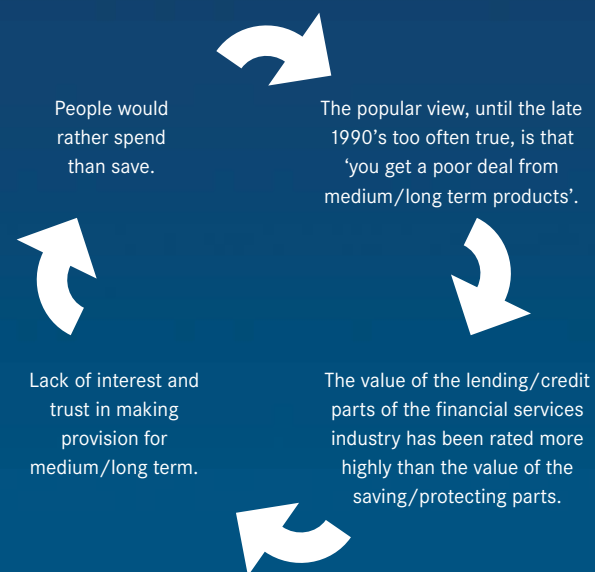 People would
rather spend
than save.
The popular view, until the late
1990's too often true, is that
‘you get a poor deal from
medium/long term products’.
The value of the lending/credit
parts of the financial services
industry has been rated more
highly than the value of the
saving/protecting parts.
Lack of interest and
trust in making
provision for
medium/long term.